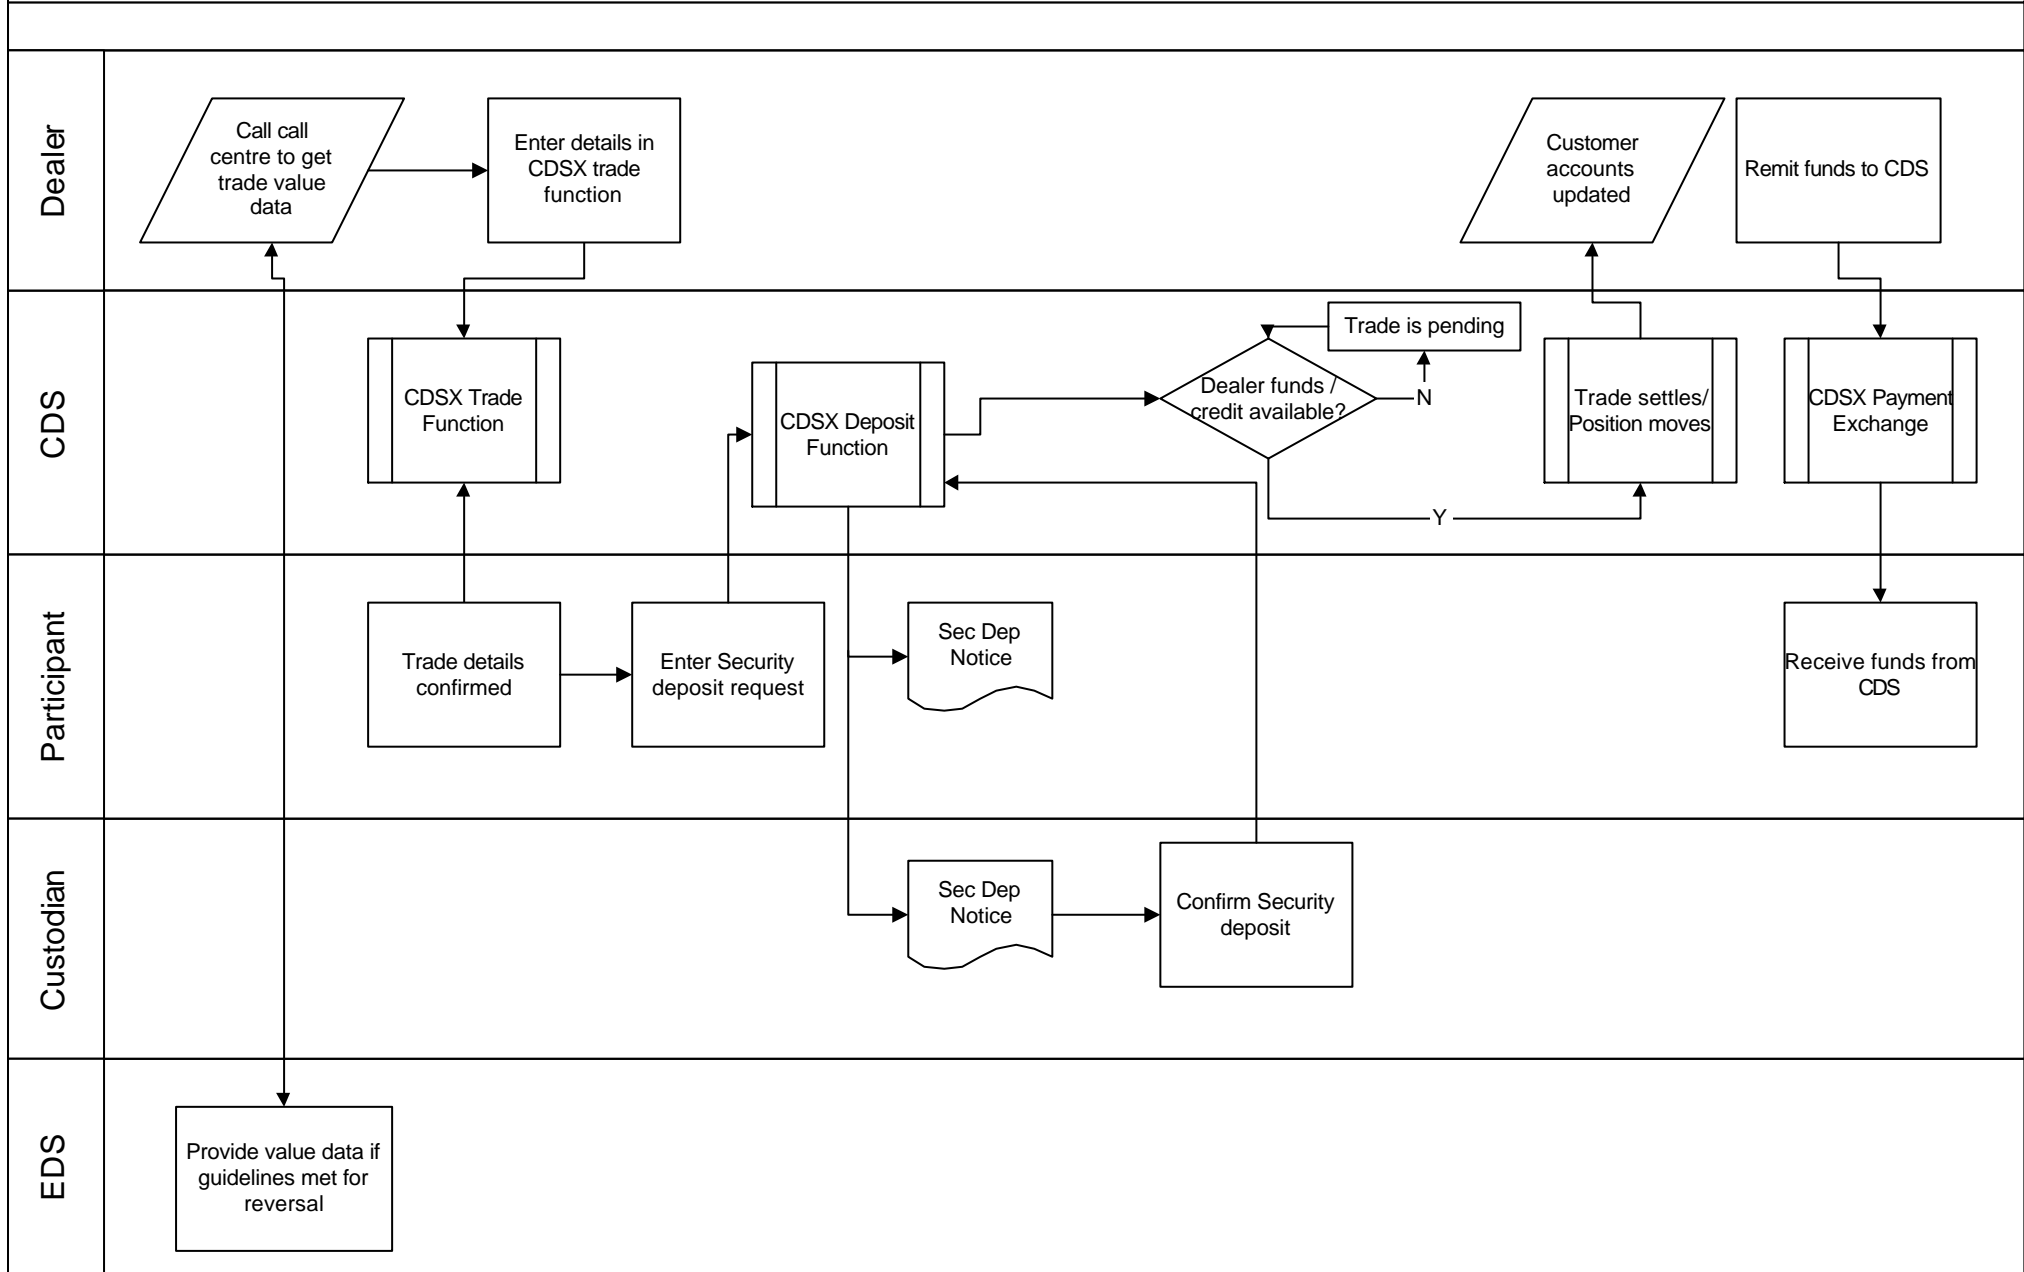 Dealer
Call call
centre to get
trade value
data
Enter details in
CDSX trade
function
Customer
accounts
updated
Remit funds to CDS
CDS
CDSX Trade
Function
CDSX Deposit
Function
Dealer funds /
credit available?
Trade is pending
N
Y
Trade settles/
Position moves
CDSX Payment
Exchange
Participant
Trade details
confirmed
Enter Security
deposit request
Sec Dep
Notice
Receive funds from
CDS
Custodian
Sec Dep
Notice
Confirm Security
deposit
EDS
Provide value data if
guidelines met for
reversal